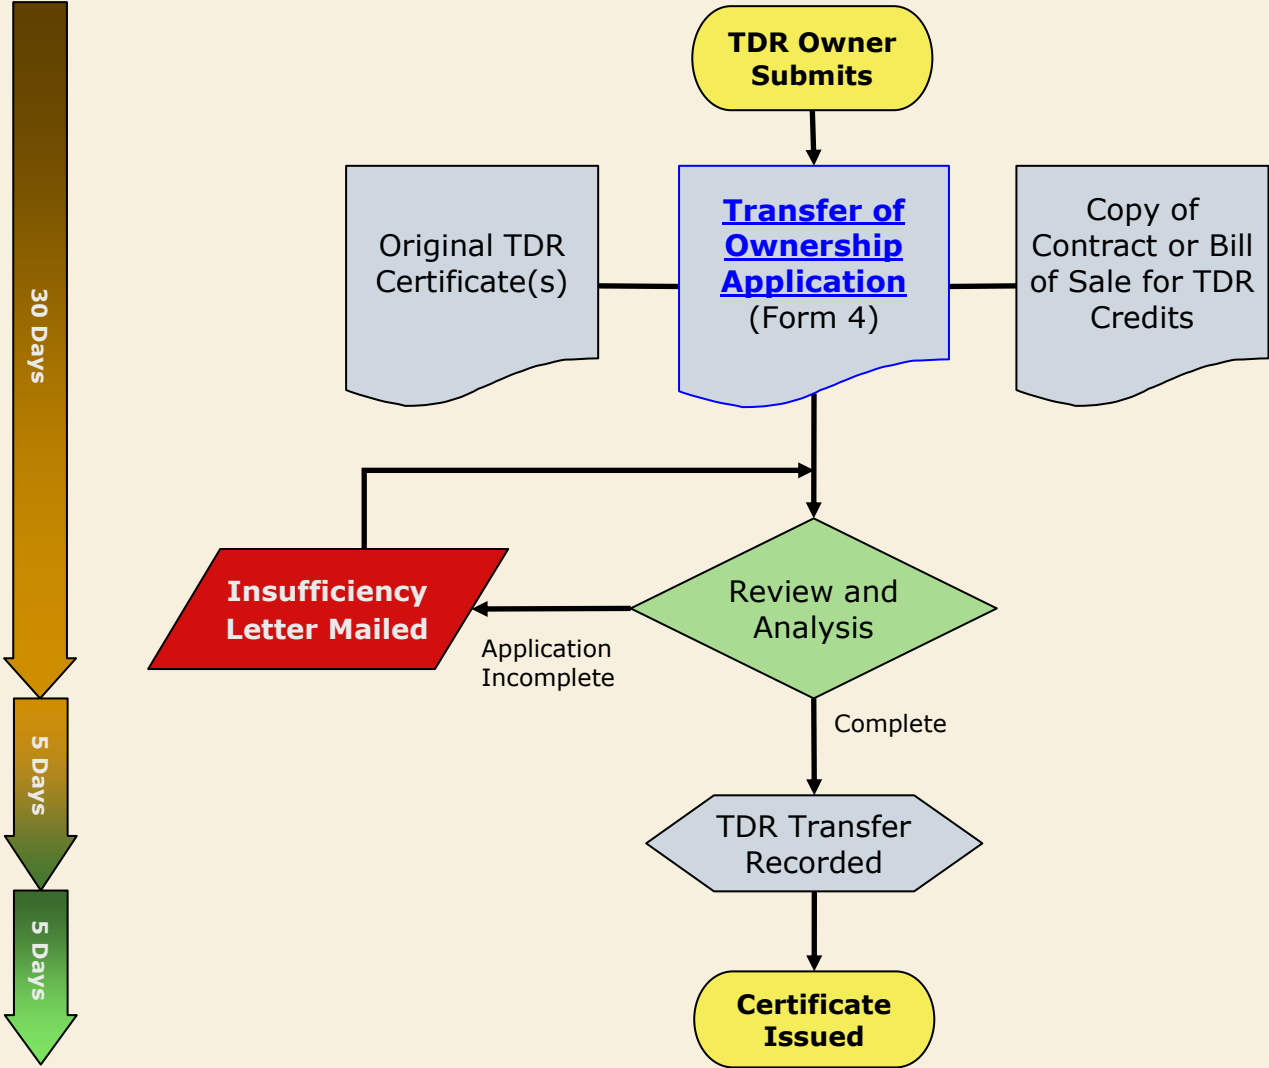 TDR Owner
Submits
Original TDR
Certificate(s)
Transfer of
Ownership
Application
(Form 4)
Copy of
Contract or Bill
of Sale for TDR
Credits
30 Days
Insufficiency
Letter Mailed
Application
Incomplete
Review and
Analysis
Complete
5 Days
TDR Transfer
Recorded
5 Days
Certificate
Issued